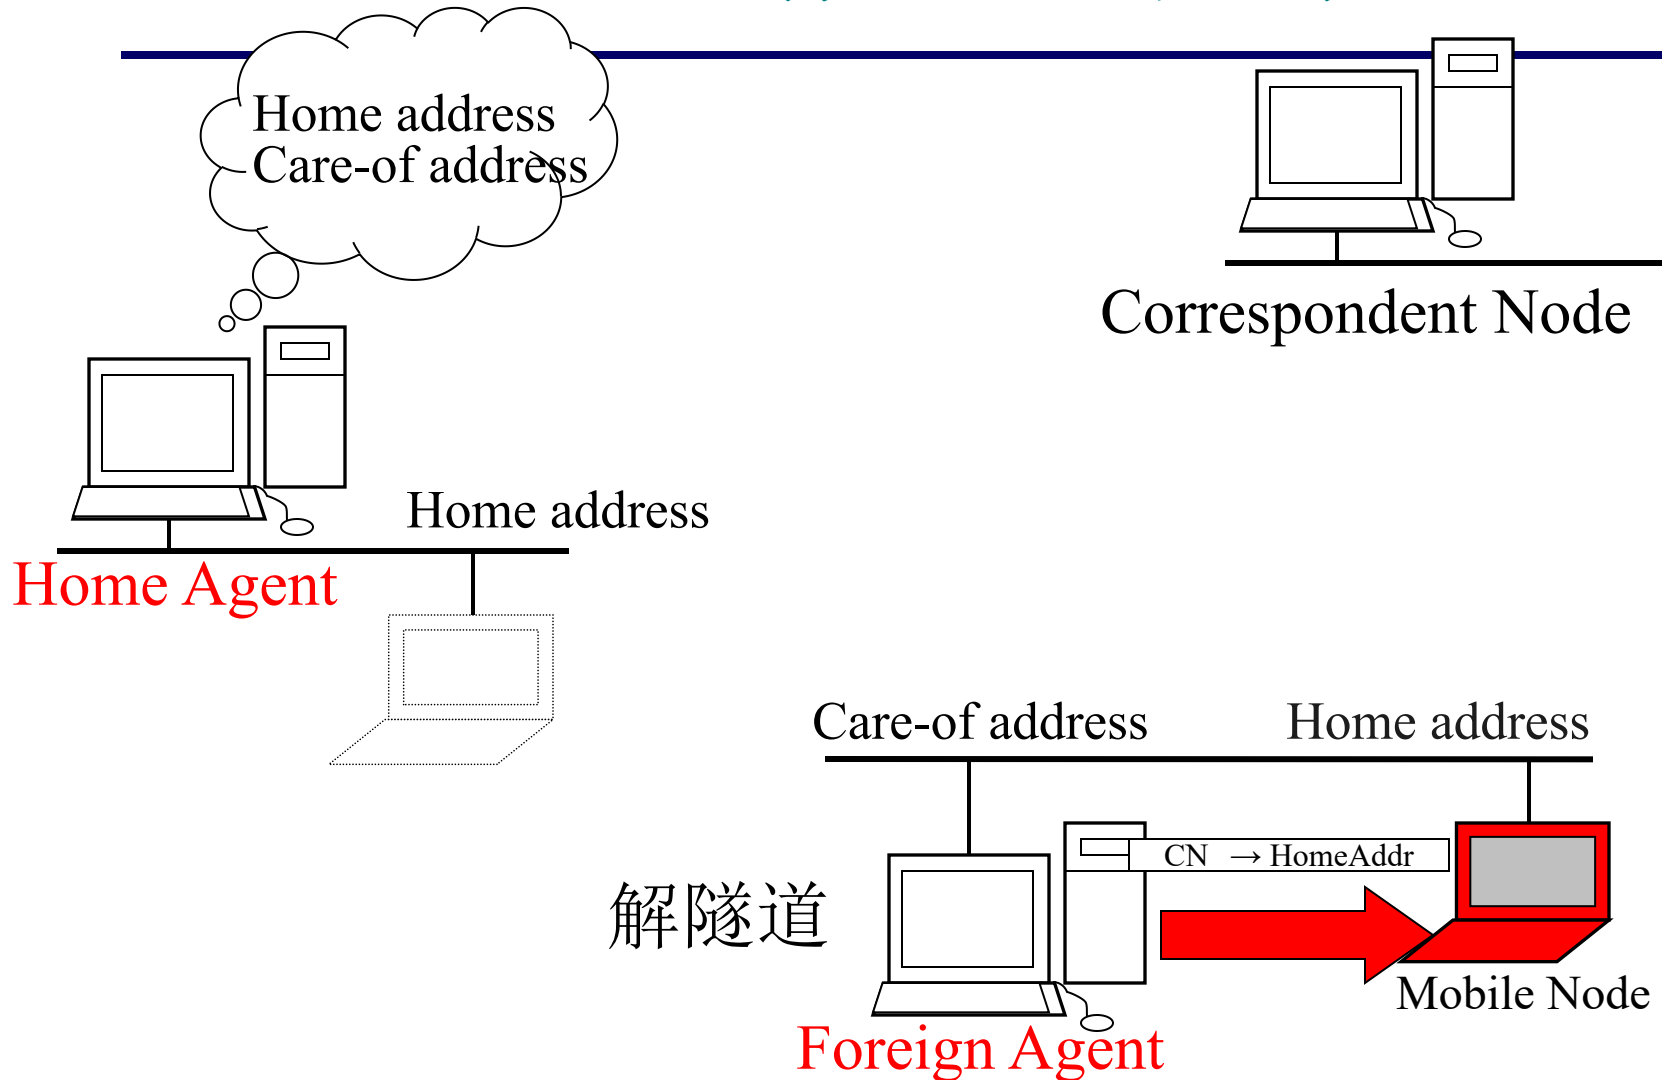 Home address
Care-of address
Correspondent Node
Home address
Home Agent
Care-of address
Home address
CN → HomeAddr
解隧道
Mobile Node
Foreign Agent